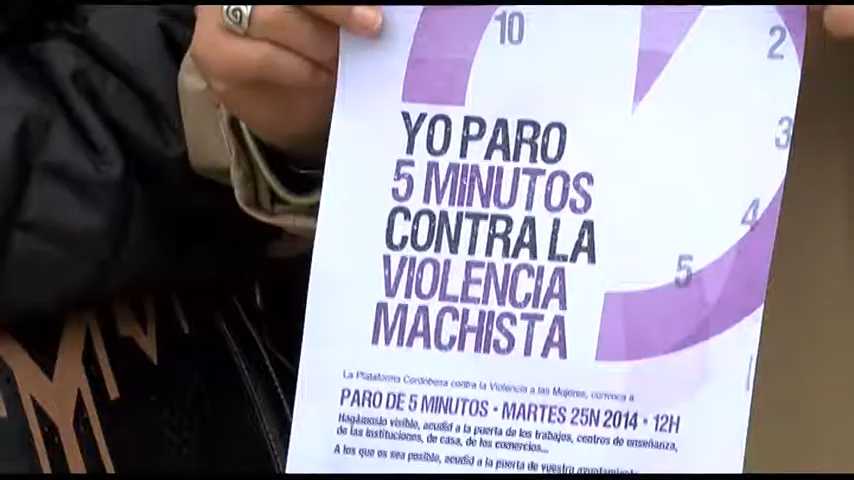 10
2
3
4
5
YO PARO
5 MINUTOS
CONTRA LA
VIOLENCIA
MACHISTA
La Plataforma Cordobesa contra la Violencia a las Mujeres, convoca a
PARO DE 5 MINUTOS · MARTES 25N 2014 · 12H
Hagámoslo visible, acudid a la puerta de los trabajos, centros de enseñanza,
de las instituciones, de casa, de los comercios...
A los que os sea posible, acudid a la puerta de vuestro ayuntamiento